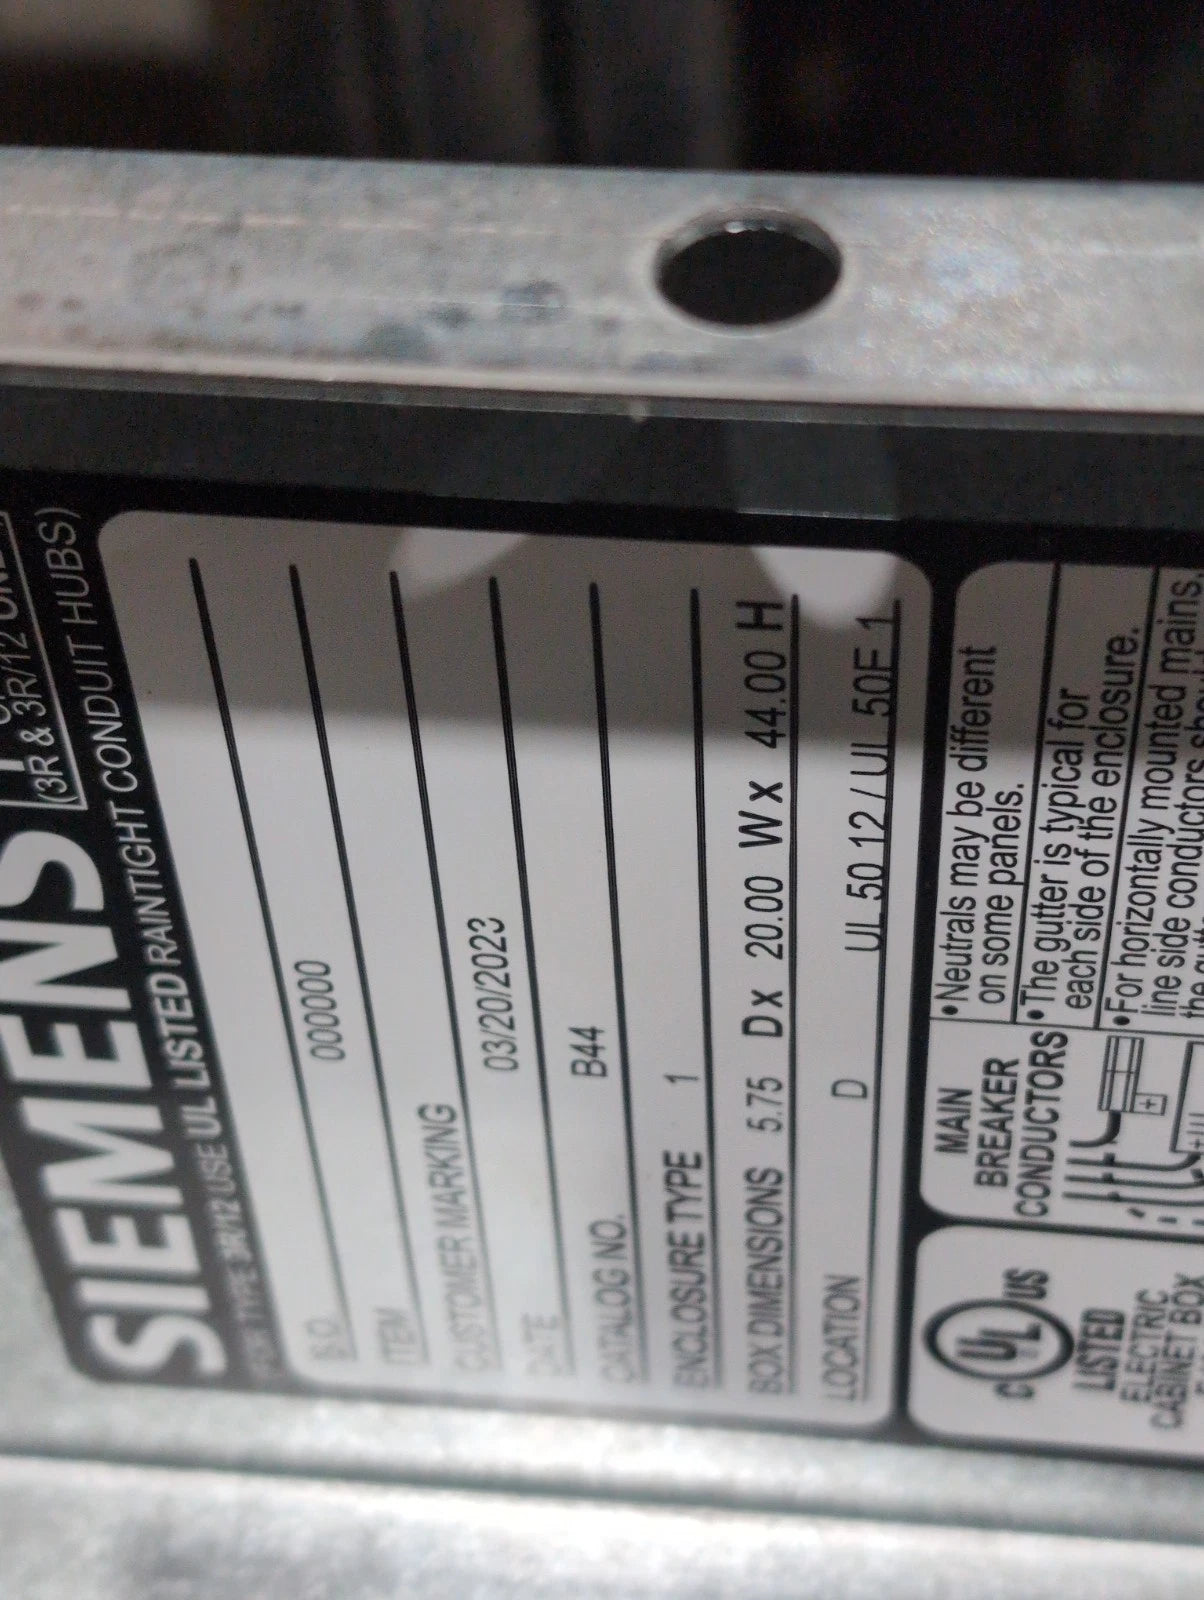 SIEMENS
(3R & 3R/12
TYPE 3R/12 USE UL LISTED RAINTIGHT CONDUIT HUBS)
S.O. 000000
ITEM
CUSTOMER MARKING
DATE 03/20/2023
CATALOG NO. B44
ENCLOSURE TYPE 1
BOX DIMENSIONS 5.75 D x 20.00 W x 44.00 H
LOCATION D UL 50 12 / UL 50E 1
C UL US
LISTED
ELECTRIC
CABINET BOX
MAIN
BREAKER
CONDUCTORS
•Neutrals may be different
on some panels.
•The gutter is typical for
each side of the enclosure.
•For horizontally mounted mains,
line side conductors